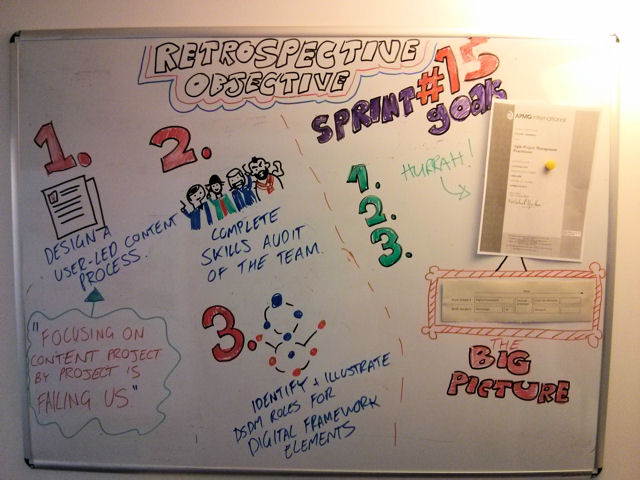 RETROSPECTIVE
OBJECTIVE
1.
DESIGN A
USER-LED CONTENT
PROCESS.
"FOCUSING ON
CONTENT PROJECT
BY PROJECT IS
FAILING US."
2.
COMPLETE
SKILLS AUDIT
OF THE TEAM.
3.
IDENTIFY + ILLUSTRATE
DSDM ROLES FOR
DIGITAL FRAMEWORK
ELEMENTS
SPRINT #15
goals
1.
2.
3.
HURRAH!
APMG International
Agile Project Management
Practitioner
THE
BIG
PICTURE